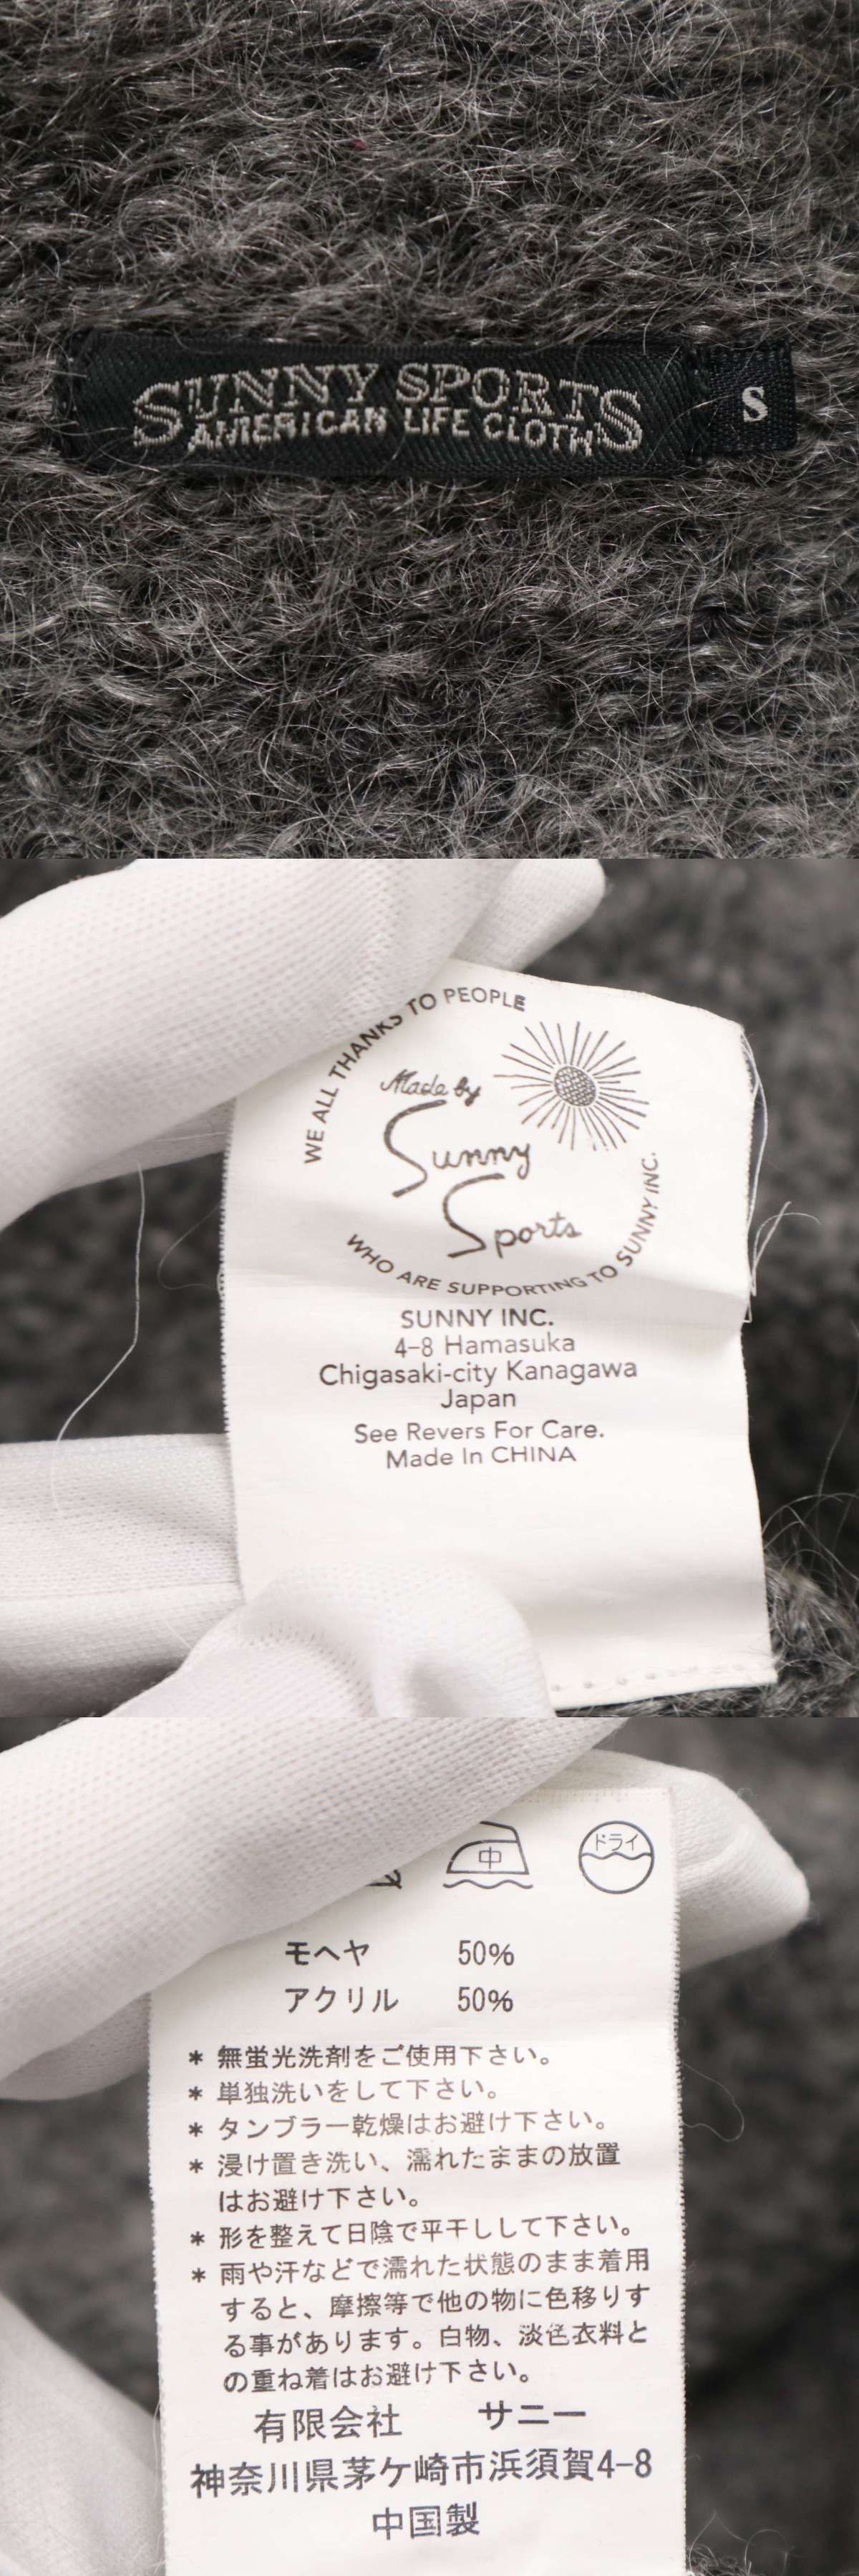 SUNNY SPORTS
AMERICAN LIFE CLOTH
S
WE ALL THANKS TO PEOPLE
Made by
Sunny
Sports
WHO ARE SUPPORTING TO SUNNY INC.
SUNNY INC.
4-8 Hamasuka
Chigasaki-city Kanagawa
Japan
See Revers For Care.
Made In CHINA
中
ドライ
モヘヤ 50%
アクリル 50%
* 無蛍光洗剤をご使用下さい。
* 単独洗いをして下さい。
* タンブラー乾燥はお避け下さい。
* 浸け置き洗い、濡れたままの放置
はお避け下さい。
* 形を整えて日陰で平干しして下さい。
* 雨や汗などで濡れた状態のまま着用
すると、摩擦等で他の物に色移りす
る事があります。白物、淡色衣料と
の重ね着はお避け下さい。
有限会社 サニー
神奈川県茅ケ崎市浜須賀4-8
中国製